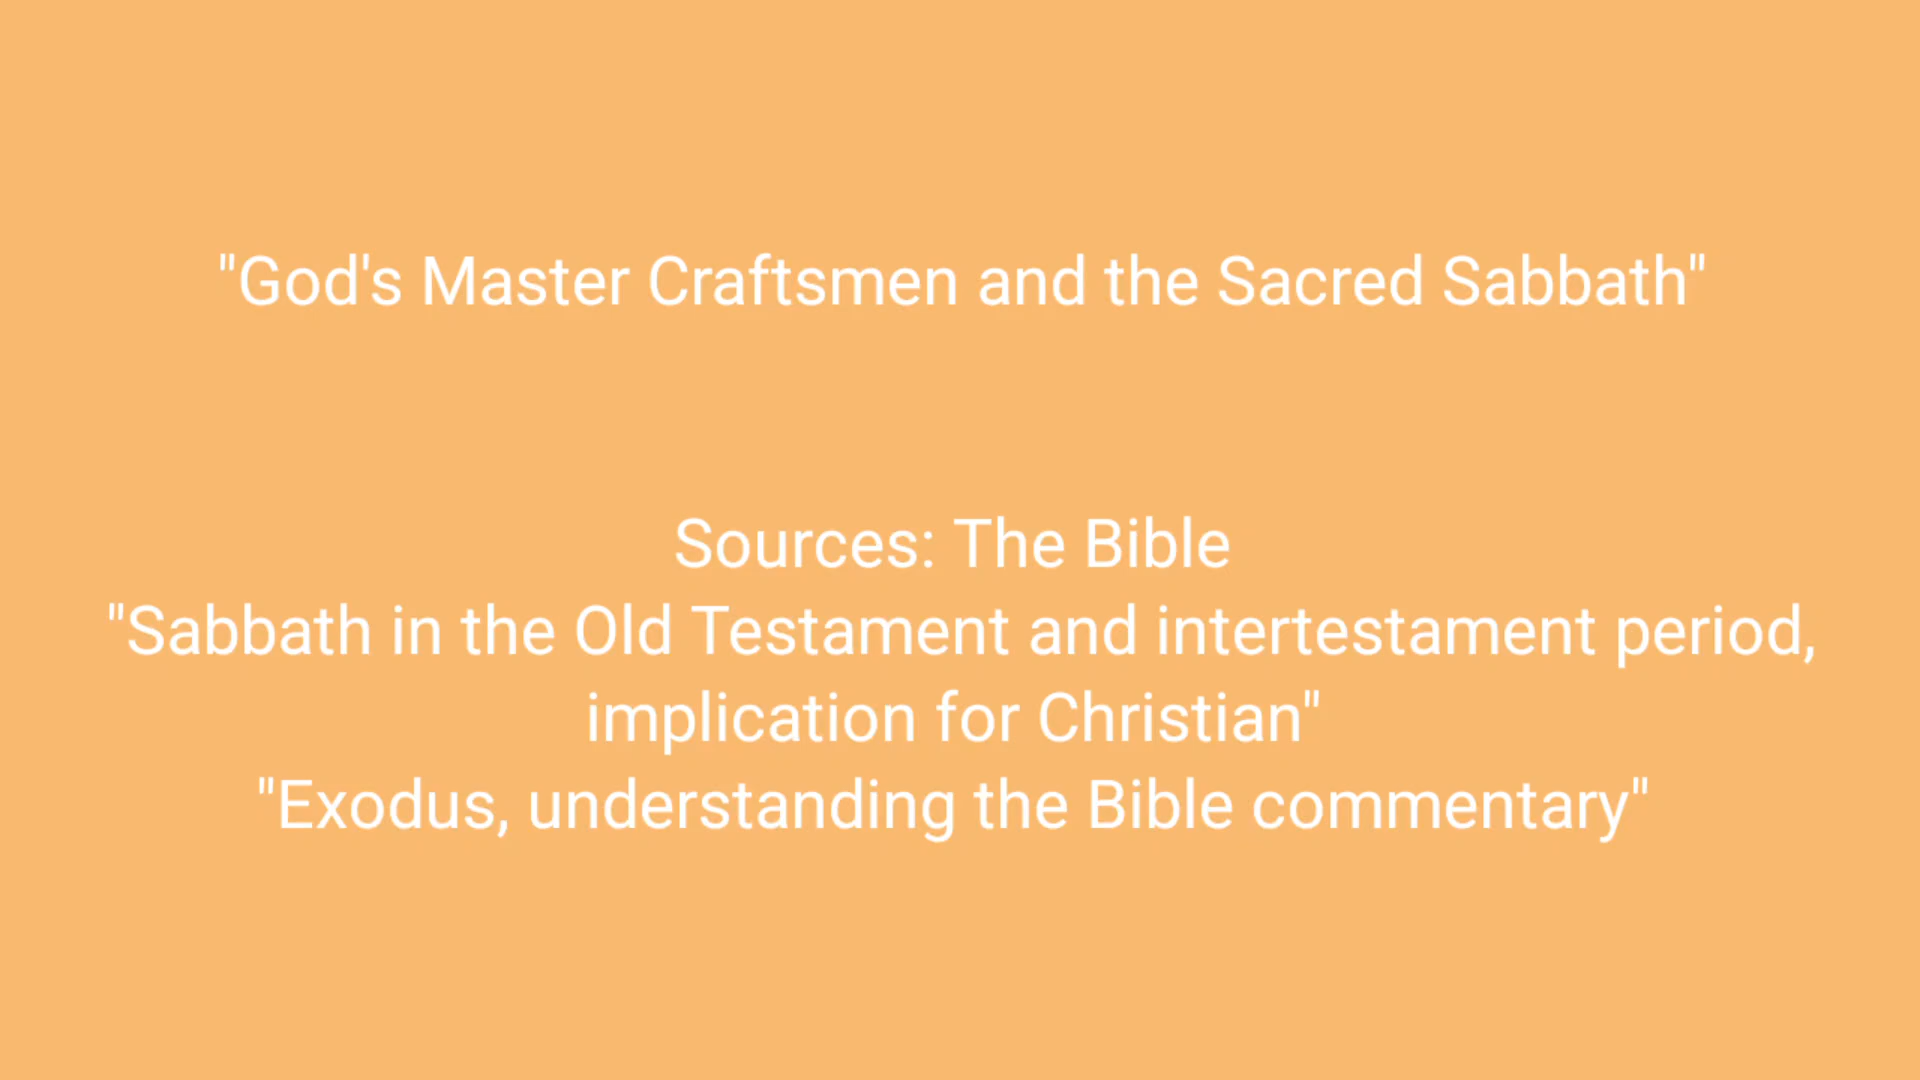 "God's Master Craftsmen and the Sacred Sabbath"
Sources: The Bible
"Sabbath in the Old Testament and intertestament period,
implication for Christian"
"Exodus, understanding the Bible commentary"